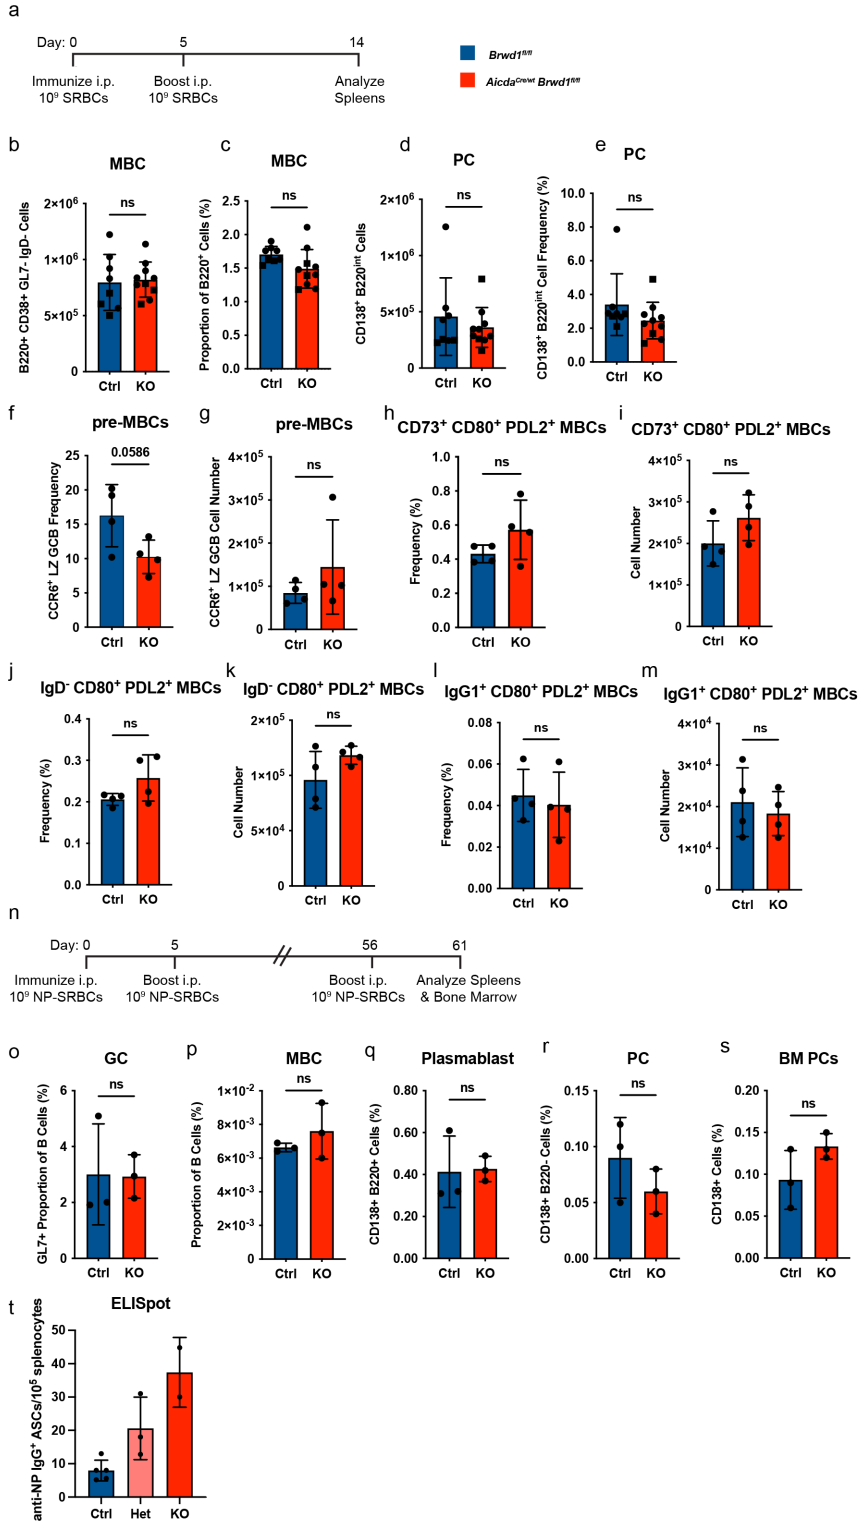 a
Day: 0 5 14
Immunize i.p. Boost i.p. Analyze
10⁹ SRBCs 10⁹ SRBCs Spleens
Brwd1fl/fl
AicdaCre/wt Brwd1fl/fl
b
MBC
B220+ CD38+ GL7- IgD- Cells
2×10⁶
1×10⁶
5×10⁵
0
ns
Ctrl KO
c
MBC
Proportion of B220⁺ Cells (%)
2.5
2.0
1.5
1.0
0.5
0.0
ns
Ctrl KO
d
PC
CD138⁺ B220int Cells
2×10⁶
1×10⁶
5×10⁵
0
ns
Ctrl KO
e
PC
CD138⁺ B220int Cell Frequency (%)
10.0
8.0
4.0
2.0
0.0
ns
Ctrl KO
f
pre-MBCs
CCR6⁺ LZ GCB Frequency
25
20
15
10
5
0
0.0586
Ctrl KO
g
pre-MBCs
CCR6⁺ LZ GCB Cell Number
4×10⁵
3×10⁵
2×10⁵
1×10⁵
0
ns
Ctrl KO
h
CD73⁺ CD80⁺ PDL2⁺ MBCs
Frequency (%)
1.0
0.8
0.6
0.4
0.2
0.0
ns
Ctrl KO
i
CD73⁺ CD80⁺ PDL2⁺ MBCs
Cell Number
4×10⁵
3×10⁵
2×10⁵
1×10⁵
0
ns
Ctrl KO
j
IgD⁻ CD80⁺ PDL2⁺ MBCs
Frequency (%)
0.4
0.3
0.2
0.1
0.0
ns
Ctrl KO
k
IgD⁻ CD80⁺ PDL2⁺ MBCs
Cell Number
2×10⁵
1×10⁵
5×10⁴
0
ns
Ctrl KO
l
IgG1⁺ CD80⁺ PDL2⁺ MBCs
Frequency (%)
0.08
0.06
0.04
0.02
0.00
ns
Ctrl KO
m
IgG1⁺ CD80⁺ PDL2⁺ MBCs
Cell Number
4×10⁴
3×10⁴
2×10⁴
1×10⁴
0
ns
Ctrl KO
n
Day: 0 5 56 61
Immunize i.p. Boost i.p. Boost i.p. Analyze Spleens
10⁹ NP-SRBCs 10⁹ NP-SRBCs 10⁹ NP-SRBCs & Bone Marrow
o
GC
GL7+ Proportion of B Cells (%)
6
4
2
0
ns
Ctrl KO
p
MBC
Proportion of B Cells (%)
1×10⁻²
8×10⁻³
6×10⁻³
4×10⁻³
2×10⁻³
0
ns
Ctrl KO
q
Plasmablast
CD138+ B220+ Cells (%)
0.80
0.60
0.40
0.20
0.00
ns
Ctrl KO
r
PC
CD138+ B220- Cells (%)
0.15
0.10
0.05
0.00
ns
Ctrl KO
s
BM PCs
CD138+ Cells (%)
0.20
0.15
0.10
0.05
0.00
ns
Ctrl KO
t
ELISpot
anti-NP IgG⁺ ASCs/10⁵ splenocytes
50
40
30
20
10
0
Ctrl Het KO